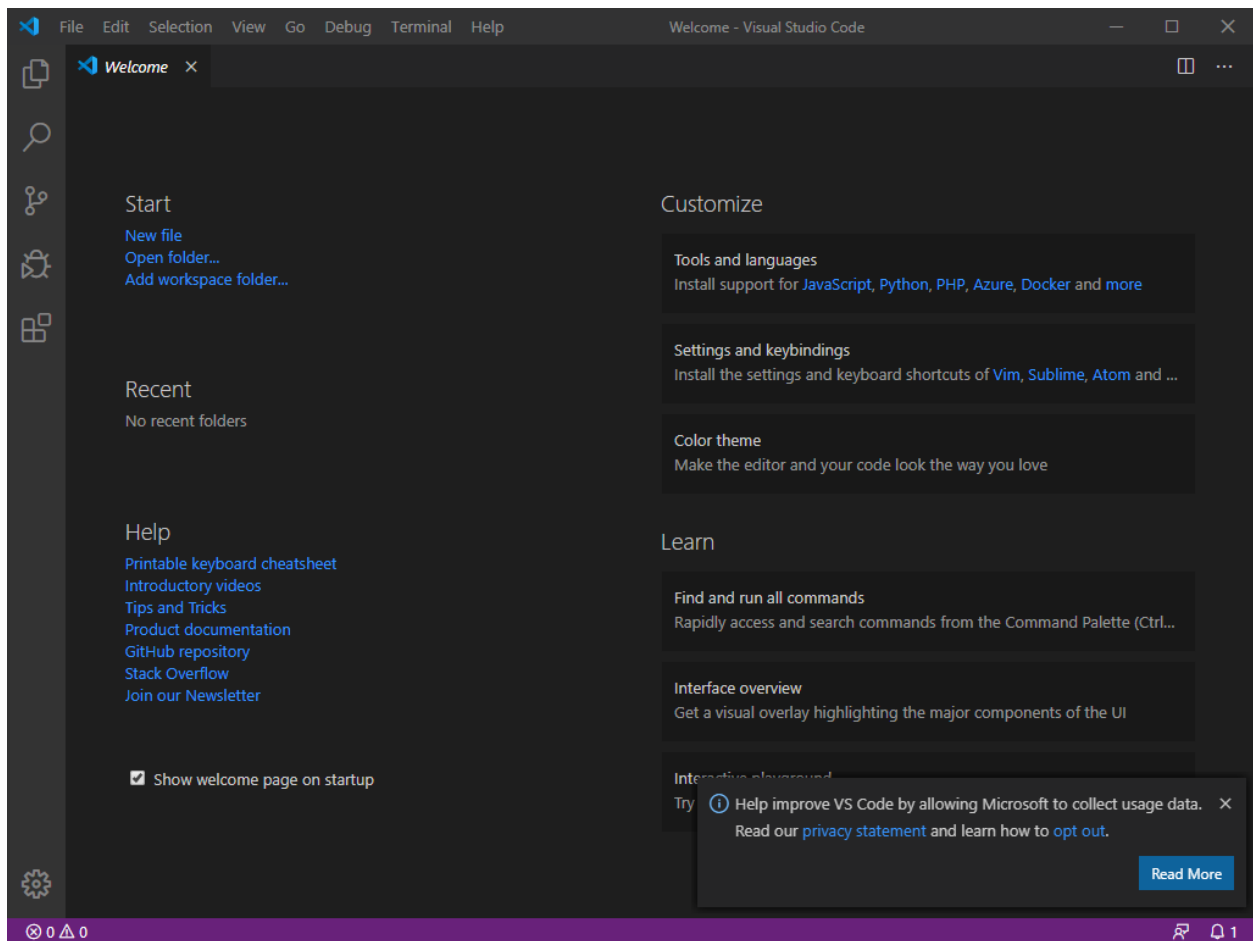 File Edit Selection View Go Debug Terminal Help Welcome - Visual Studio Code
Welcome
Start
New file
Open folder...
Add workspace folder...
Recent
No recent folders
Help
Printable keyboard cheatsheet
Introductory videos
Tips and Tricks
Product documentation
GitHub repository
Stack Overflow
Join our Newsletter
Show welcome page on startup
Customize
Tools and languages
Install support for JavaScript, Python, PHP, Azure, Docker and more
Settings and keybindings
Install the settings and keyboard shortcuts of Vim, Sublime, Atom and ...
Color theme
Make the editor and your code look the way you love
Learn
Find and run all commands
Rapidly access and search commands from the Command Palette (Ctrl...
Interface overview
Get a visual overlay highlighting the major components of the UI
Interactive playground
Try
Help improve VS Code by allowing Microsoft to collect usage data.
Read our privacy statement and learn how to opt out.
Read More
0 0 1